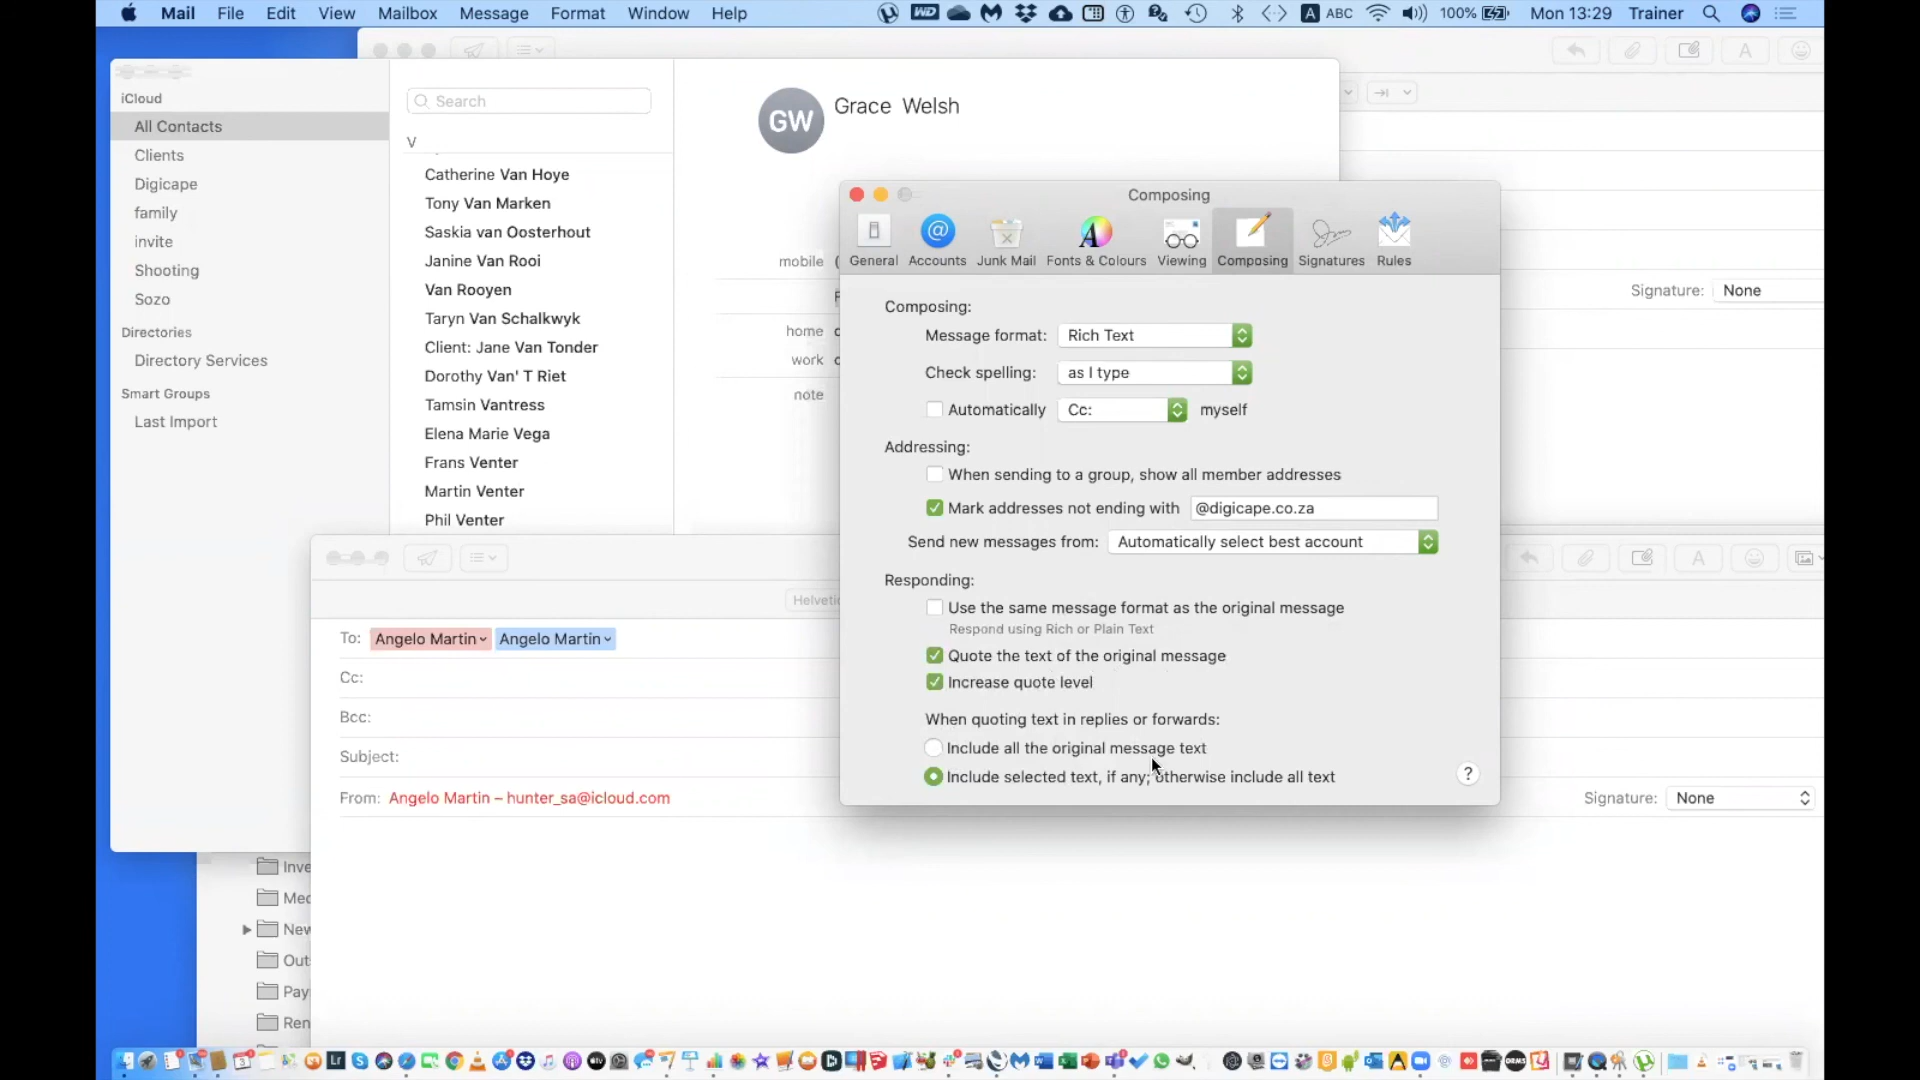 Mail File Edit View Mailbox Message Format Window Help
WD A ABC 100% Mon 13:29 Trainer
iCloud
All Contacts
Clients
Digicape
family
invite
Shooting
Sozo
Directories
Directory Services
Smart Groups
Last Import
Search
V
Catherine Van Hoye
Tony Van Marken
Saskia van Oosterhout
Janine Van Rooi
Van Rooyen
Taryn Van Schalkwyk
Client: Jane Van Tonder
Dorothy Van' T Riet
Tamsin Vantress
Elena Marie Vega
Frans Venter
Martin Venter
Phil Venter
GW
Grace Welsh
mobile (
home
work
note
Composing
General Accounts Junk Mail Fonts & Colours Viewing Composing Signatures Rules
Composing:
Message format: Rich Text
Check spelling: as I type
Automatically Cc: myself
Addressing:
When sending to a group, show all member addresses
Mark addresses not ending with @digicape.co.za
Send new messages from: Automatically select best account
Responding:
Use the same message format as the original message
Respond using Rich or Plain Text
Quote the text of the original message
Increase quote level
When quoting text in replies or forwards:
Include all the original message text
Include selected text, if any; otherwise include all text
?
Signature: None
Helvetic
To: Angelo Martin Angelo Martin
Cc:
Bcc:
Subject:
From: Angelo Martin – hunter_sa@icloud.com
Signature: None
Inve
Med
New
Out
Pay
Ren